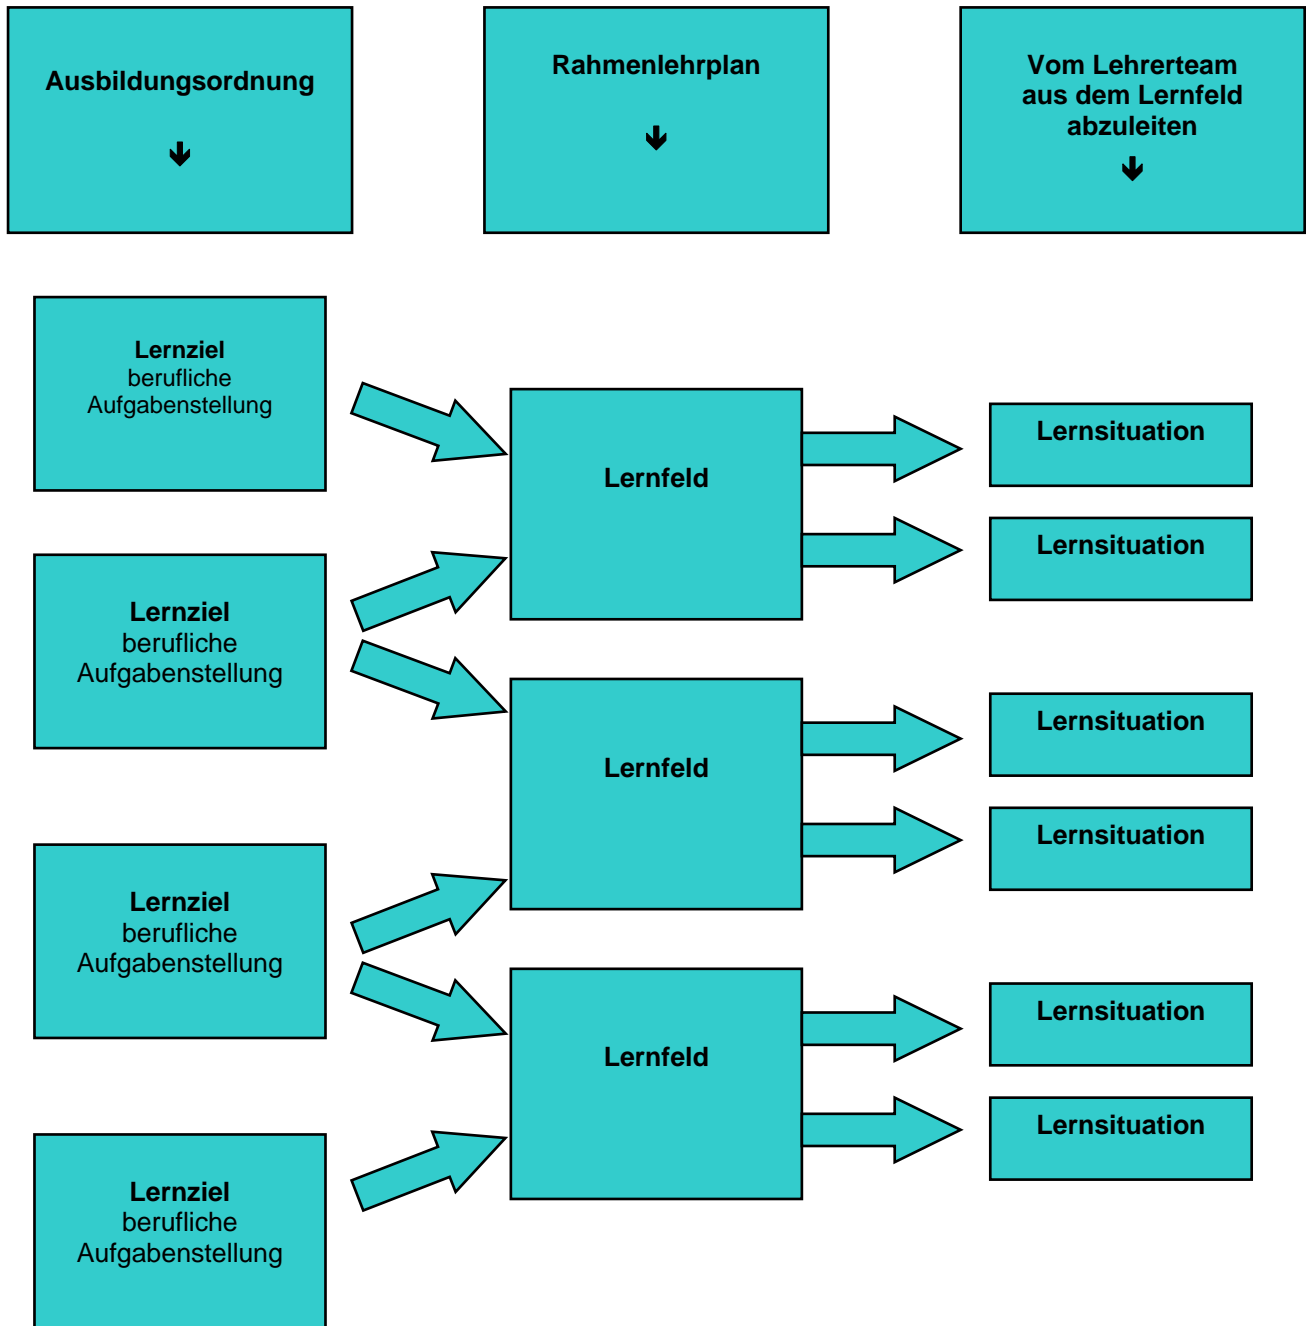 Ausbildungsordnung
Rahmenlehrplan
Vom Lehrerteam
aus dem Lernfeld
abzuleiten
Lernziel
berufliche
Aufgabenstellung
Lernziel
berufliche
Aufgabenstellung
Lernziel
berufliche
Aufgabenstellung
Lernziel
berufliche
Aufgabenstellung
Lernfeld
Lernfeld
Lernfeld
Lernsituation
Lernsituation
Lernsituation
Lernsituation
Lernsituation
Lernsituation